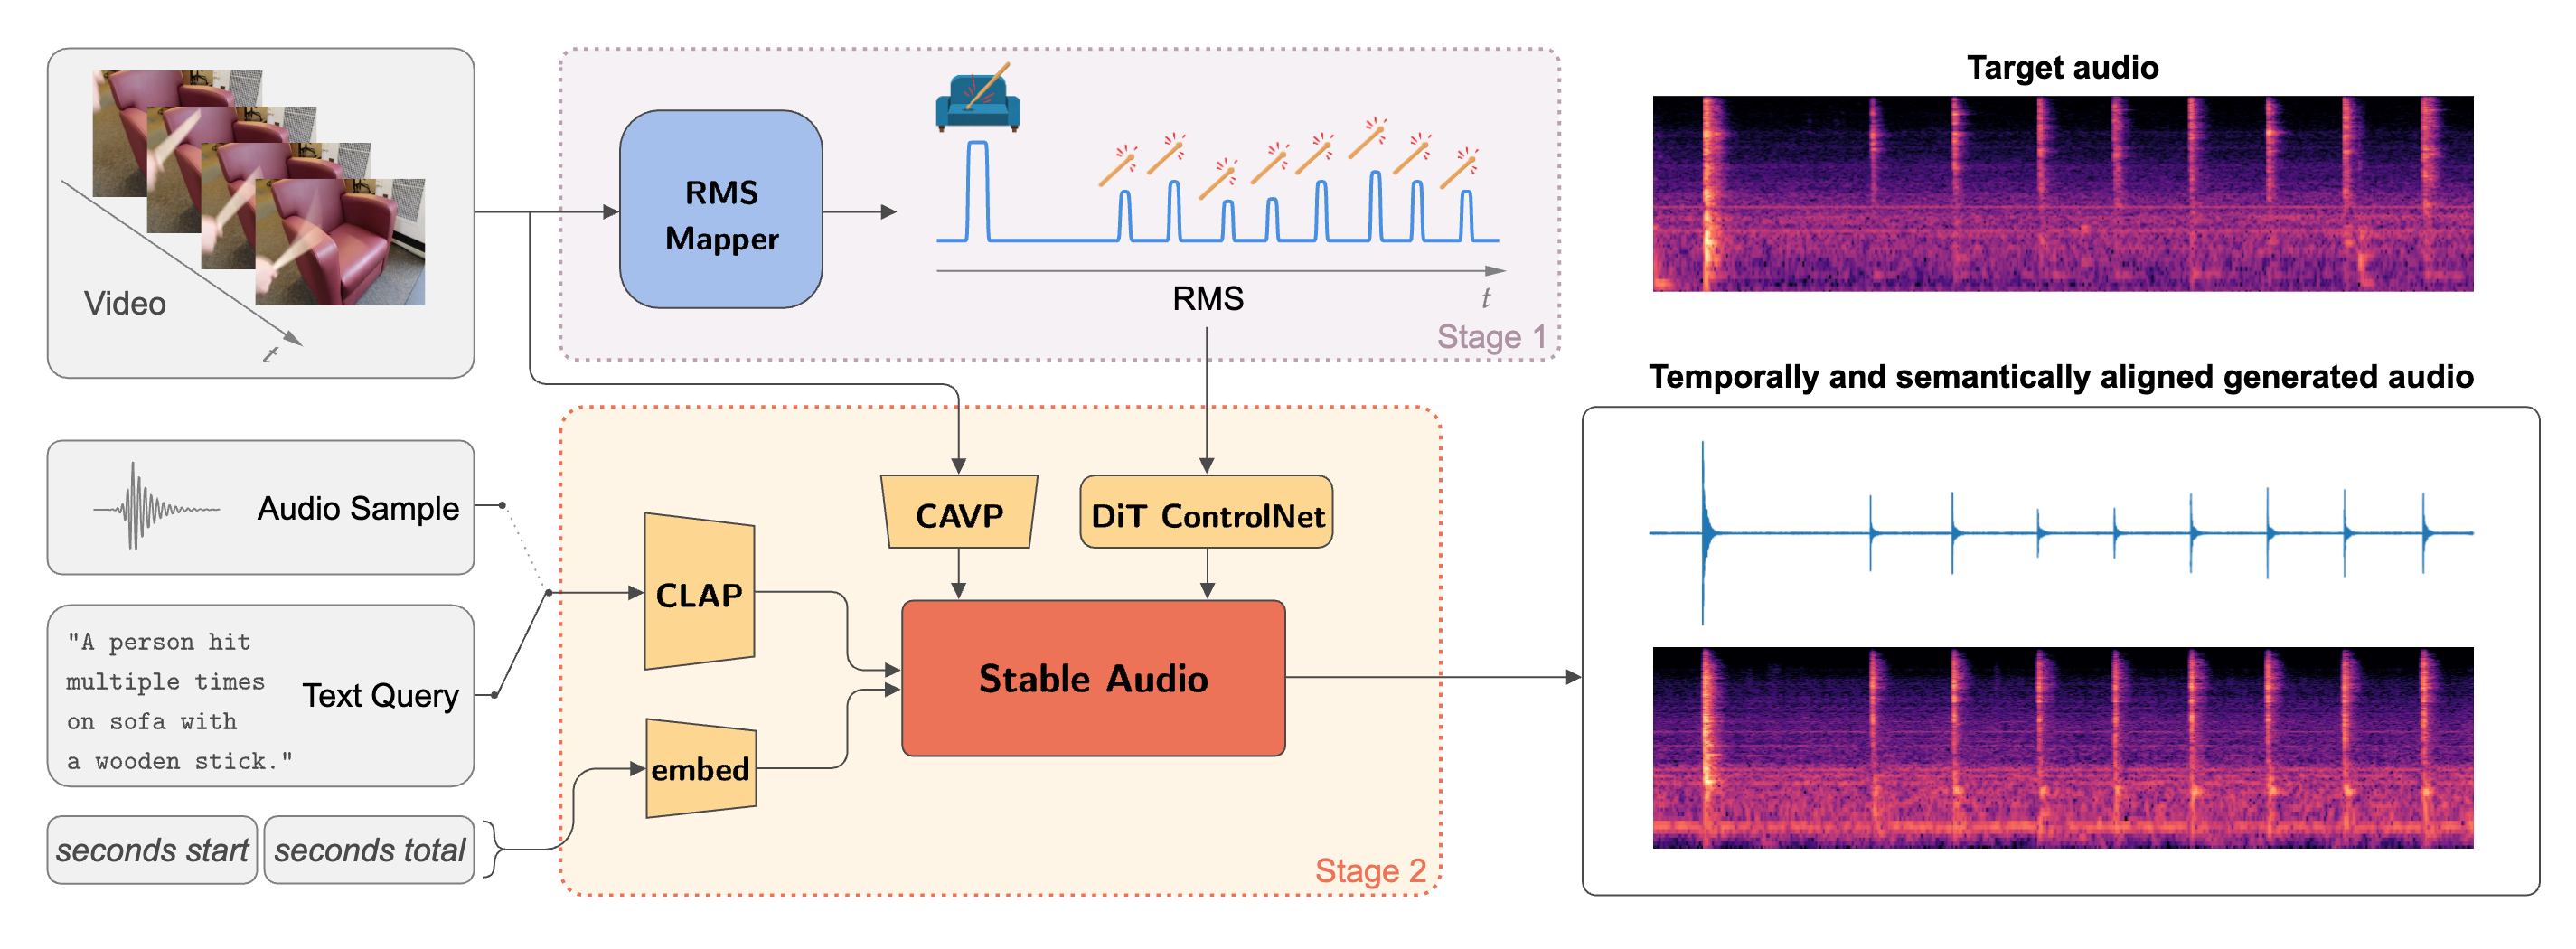 Video
t
RMS
Mapper
RMS
t
Stage 1
Target audio
Temporally and semantically aligned generated audio
Audio Sample
"A person hit
multiple times
on sofa with
a wooden stick."
Text Query
seconds start
seconds total
CLAP
embed
CAVP
DiT ControlNet
Stable Audio
Stage 2